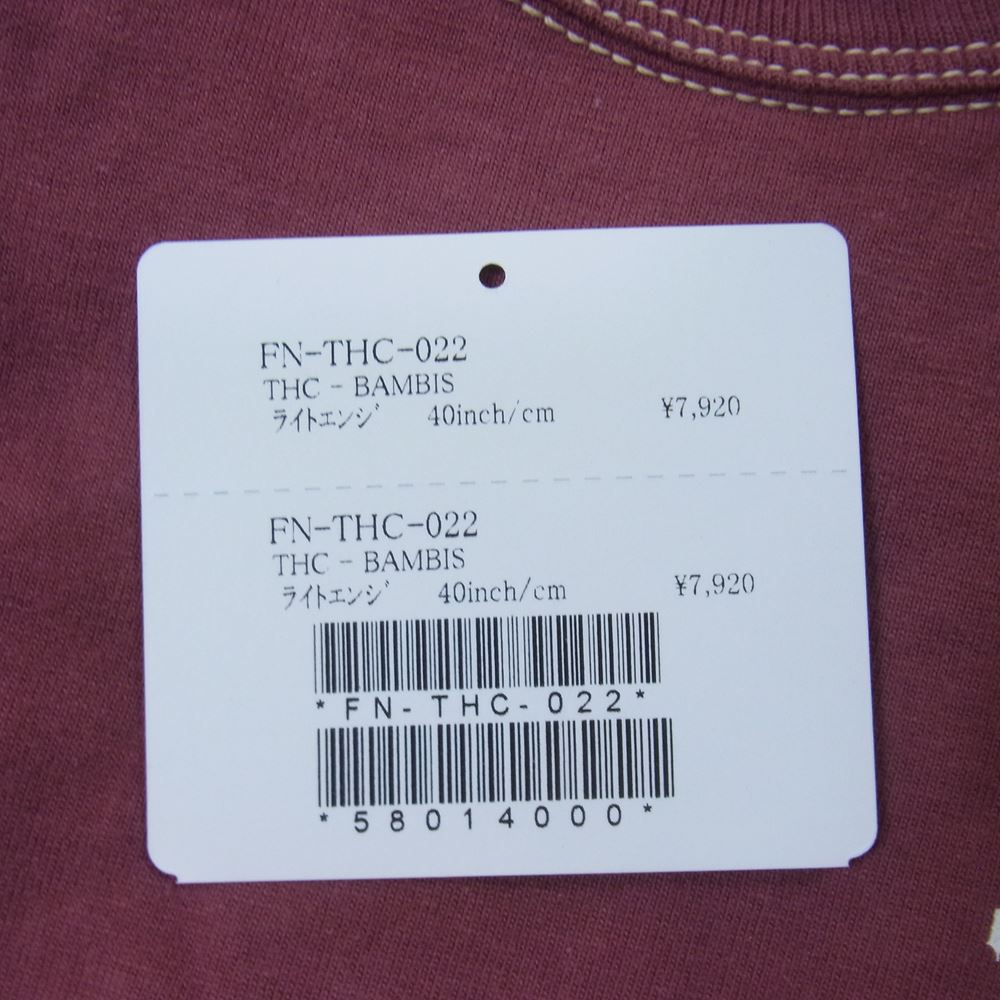 FN-THC-022
THC - BAMBIS
ﾗｲﾄｴﾝｼﾞ 40inch/cm ¥7,920
FN-THC-022
THC - BAMBIS
ﾗｲﾄｴﾝｼﾞ 40inch/cm ¥7,920
*FN-THC-022*
*58014000*